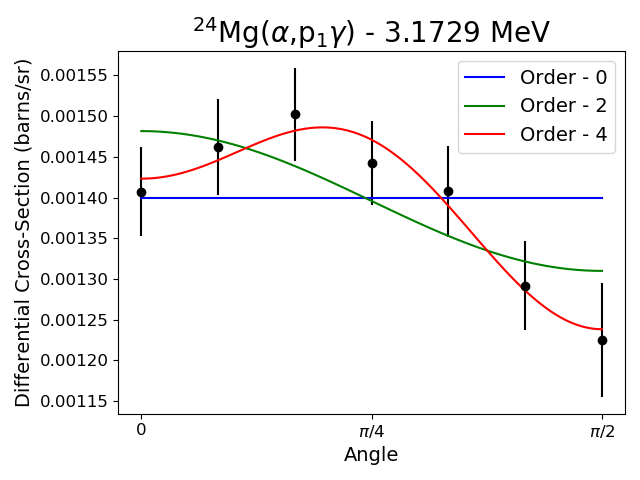 ²⁴Mg(α,p₁γ) - 3.1729 MeV
Differential Cross-Section (barns/sr)
0.00155
0.00150
0.00145
0.00140
0.00135
0.00130
0.00125
0.00120
0.00115
Order - 0
Order - 2
Order - 4
0
π/4
π/2
Angle